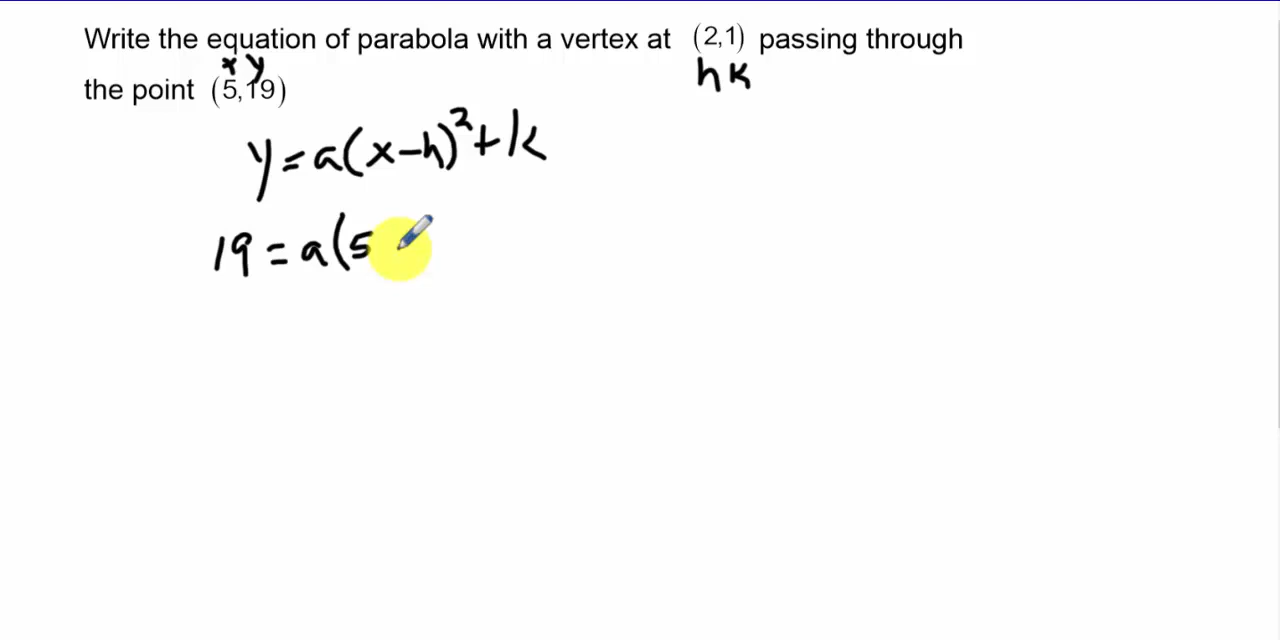 Write the equation of parabola with a vertex at (2,1) passing through
x y
h k
the point (5,19)
y=a(x-h)²+k
19=a(5